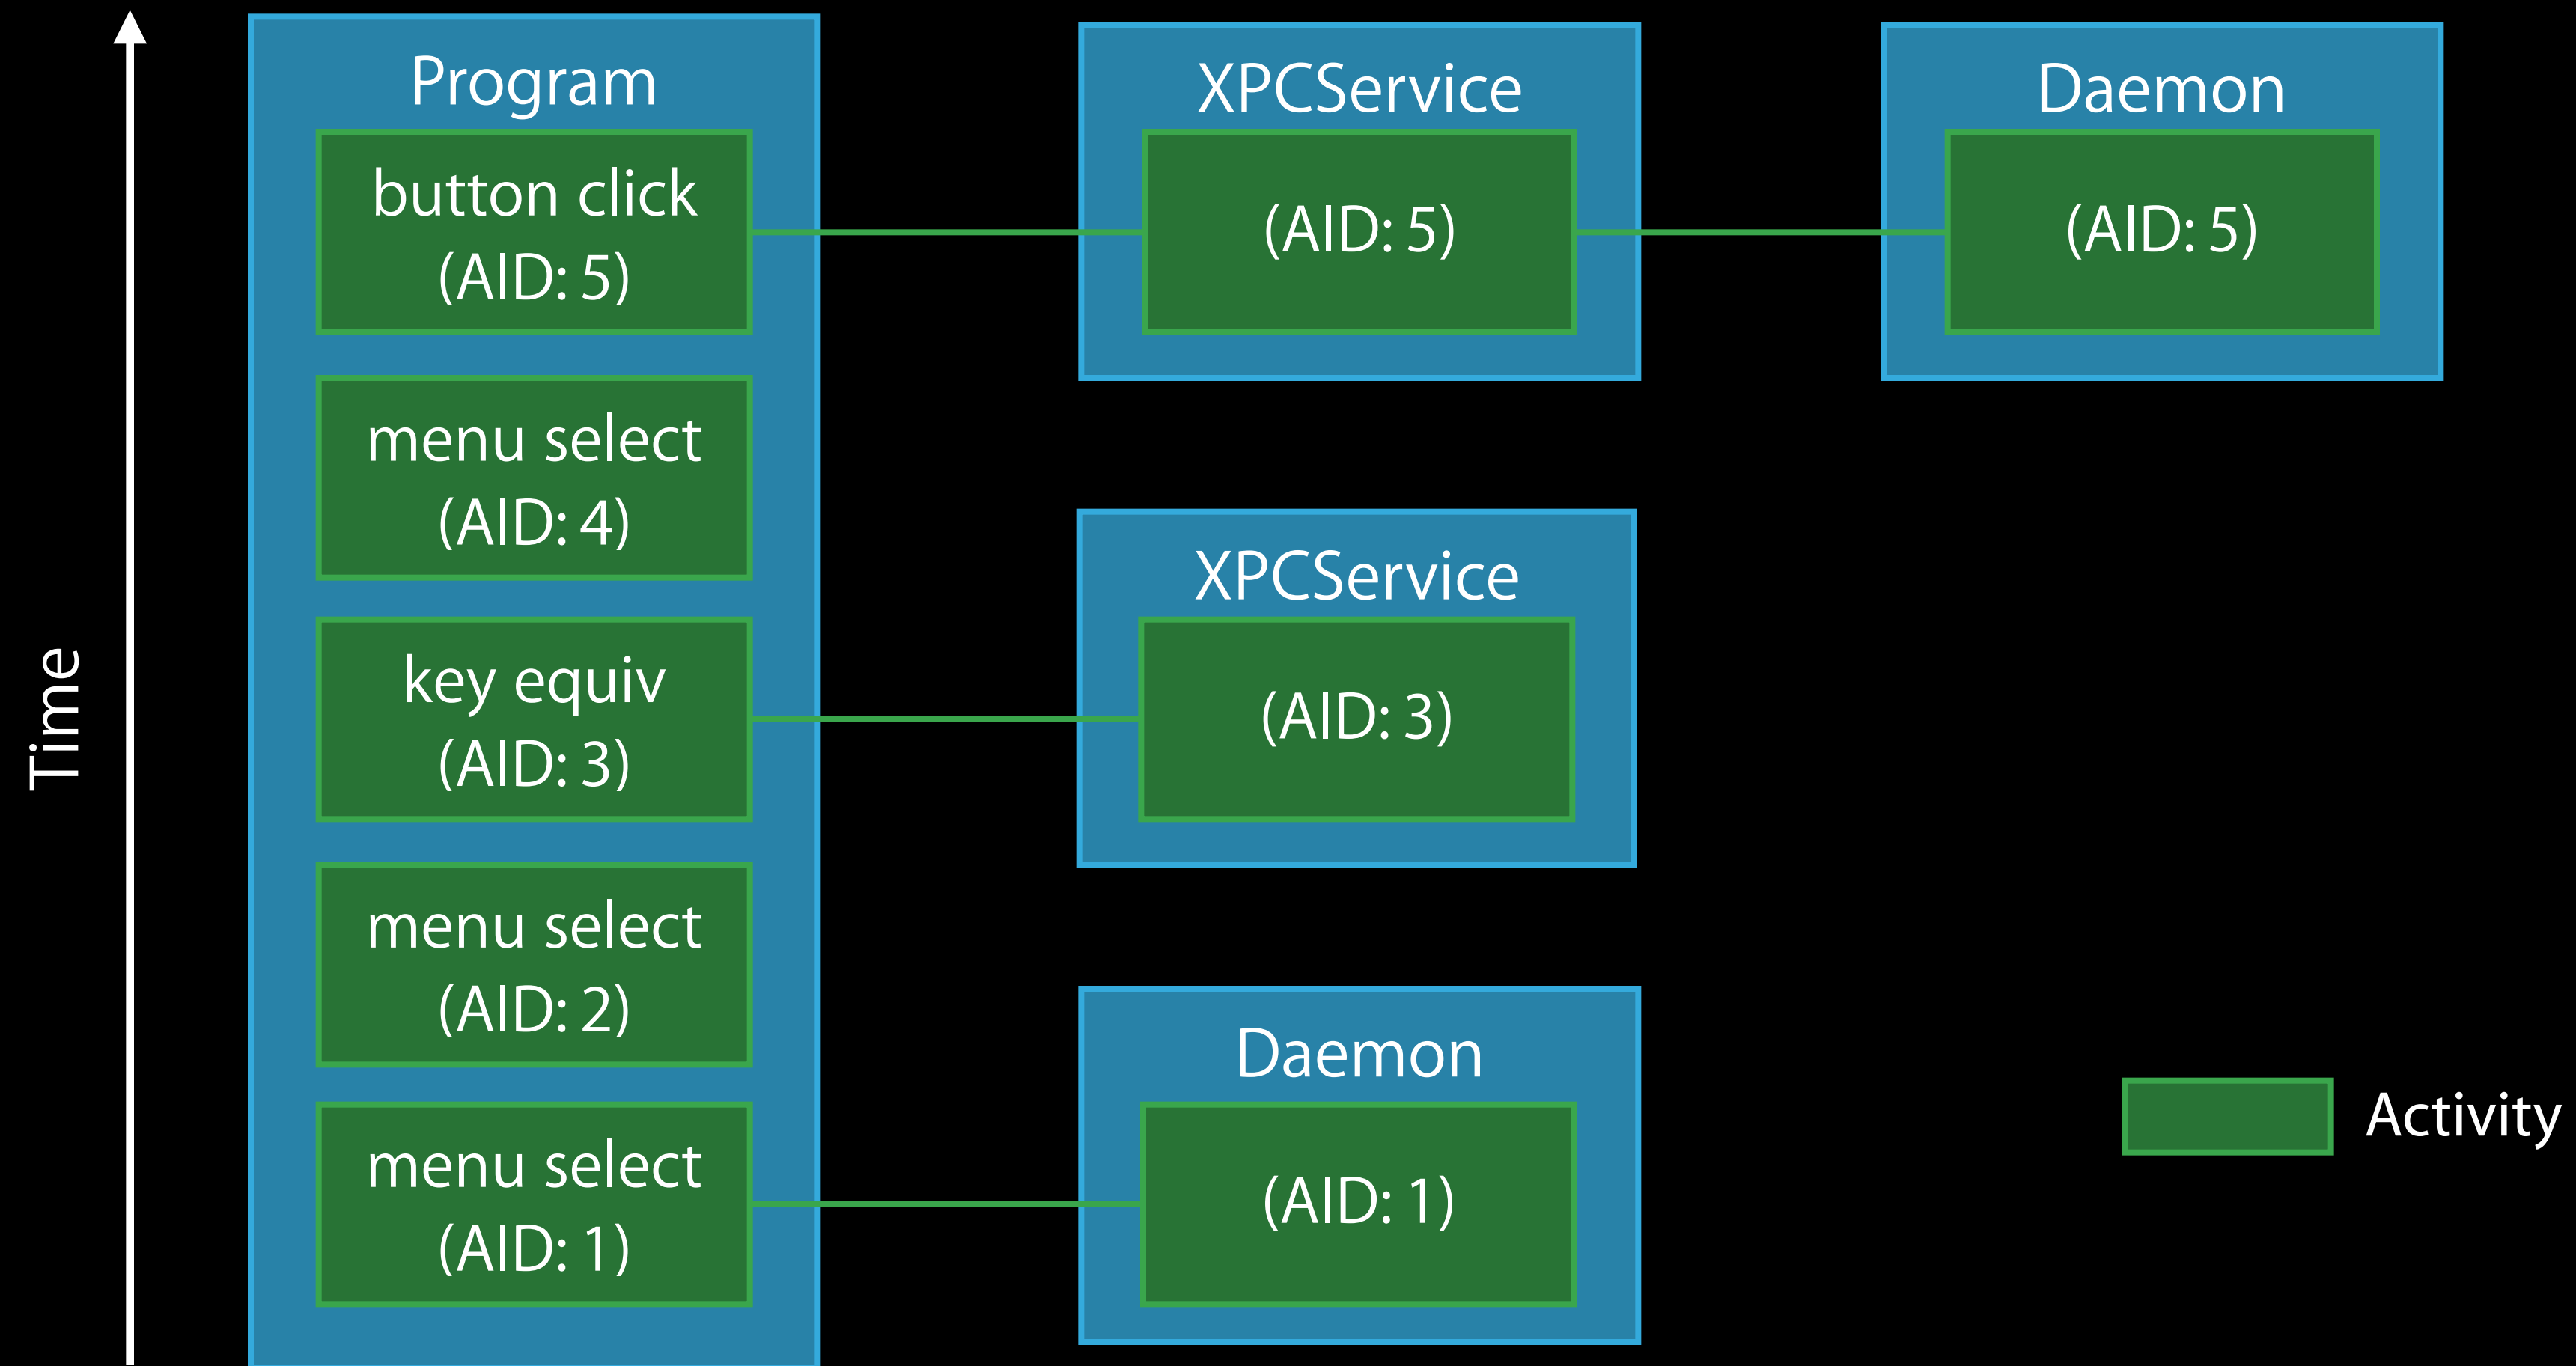 Time
Program
button click
(AID: 5)
menu select
(AID: 4)
key equiv
(AID: 3)
menu select
(AID: 2)
menu select
(AID: 1)
XPCService
(AID: 5)
Daemon
(AID: 5)
XPCService
(AID: 3)
Daemon
(AID: 1)
Activity